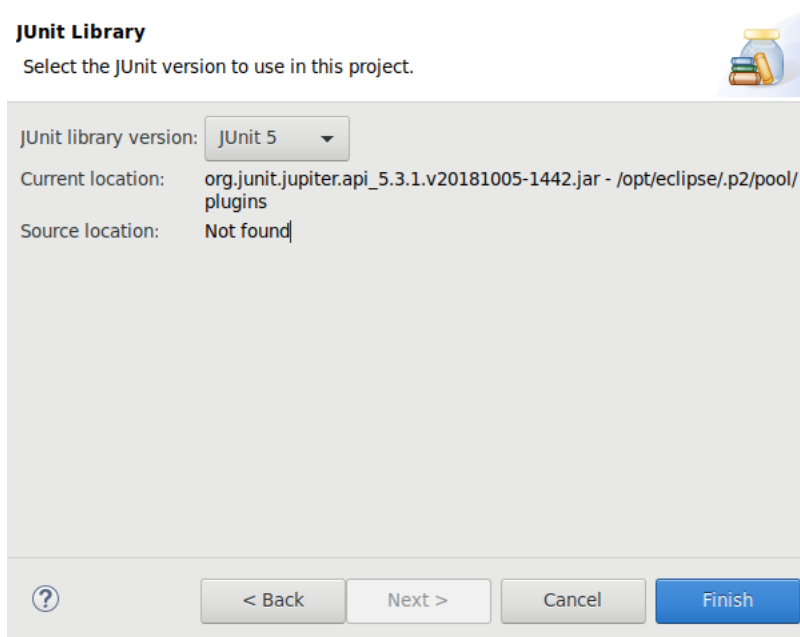 JUnit Library
Select the JUnit version to use in this project.
JUnit library version: JUnit 5
Current location: org.junit.jupiter.api_5.3.1.v20181005-1442.jar - /opt/eclipse/.p2/pool/
plugins
Source location: Not found
? < Back Next > Cancel Finish